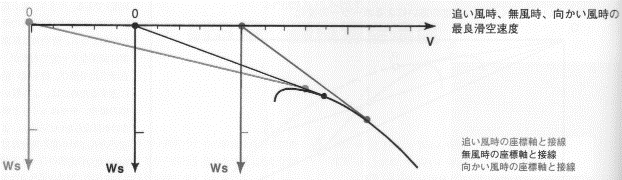 0
0
追い風時、無風時、向かい風時の
最良滑空速度
V
追い風時の座標軸と接線
無風時の座標軸と接線
向かい風時の座標軸と接線
Ws
Ws
Ws